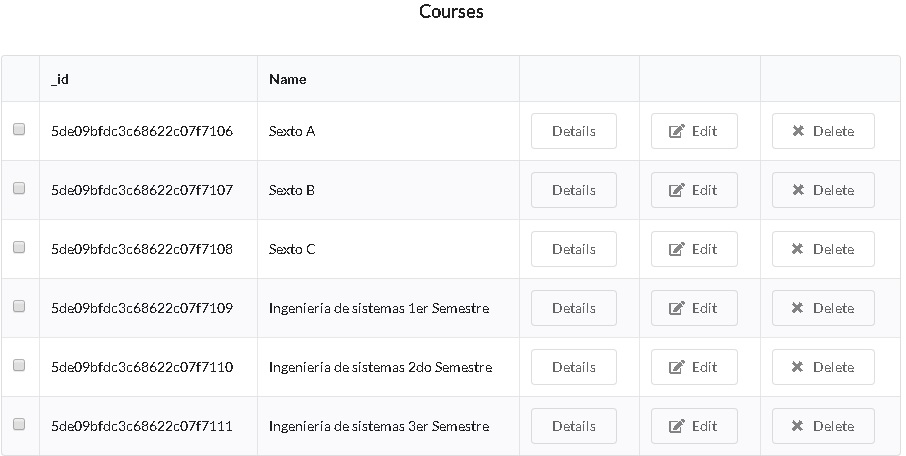 Courses
_id Name
5de09bfdc3c68622c07f7106 Sexto A Details Edit Delete
5de09bfdc3c68622c07f7107 Sexto B Details Edit Delete
5de09bfdc3c68622c07f7108 Sexto C Details Edit Delete
5de09bfdc3c68622c07f7109 Ingeniería de sistemas 1er Semestre Details Edit Delete
5de09bfdc3c68622c07f7110 Ingeniería de sistemas 2do Semestre Details Edit Delete
5de09bfdc3c68622c07f7111 Ingeniería de sistemas 3er Semestre Details Edit Delete